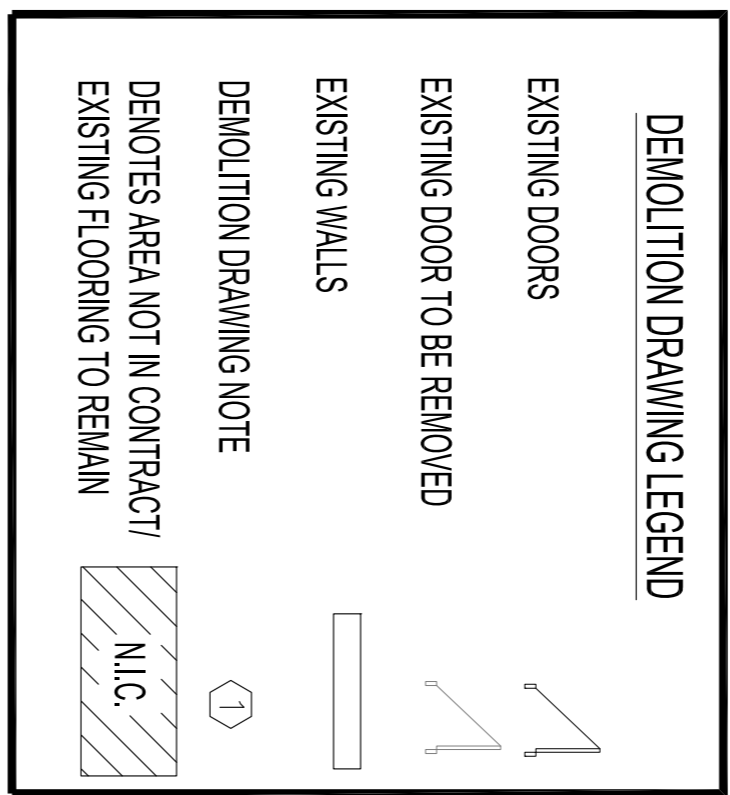 DEMOLITION DRAWING LEGEND
EXISTING DOORS
EXISTING DOOR TO BE REMOVED
EXISTING WALLS
DEMOLITION DRAWING NOTE
1
DENOTES AREA NOT IN CONTRACT/
EXISTING FLOORING TO REMAIN
N.I.C.